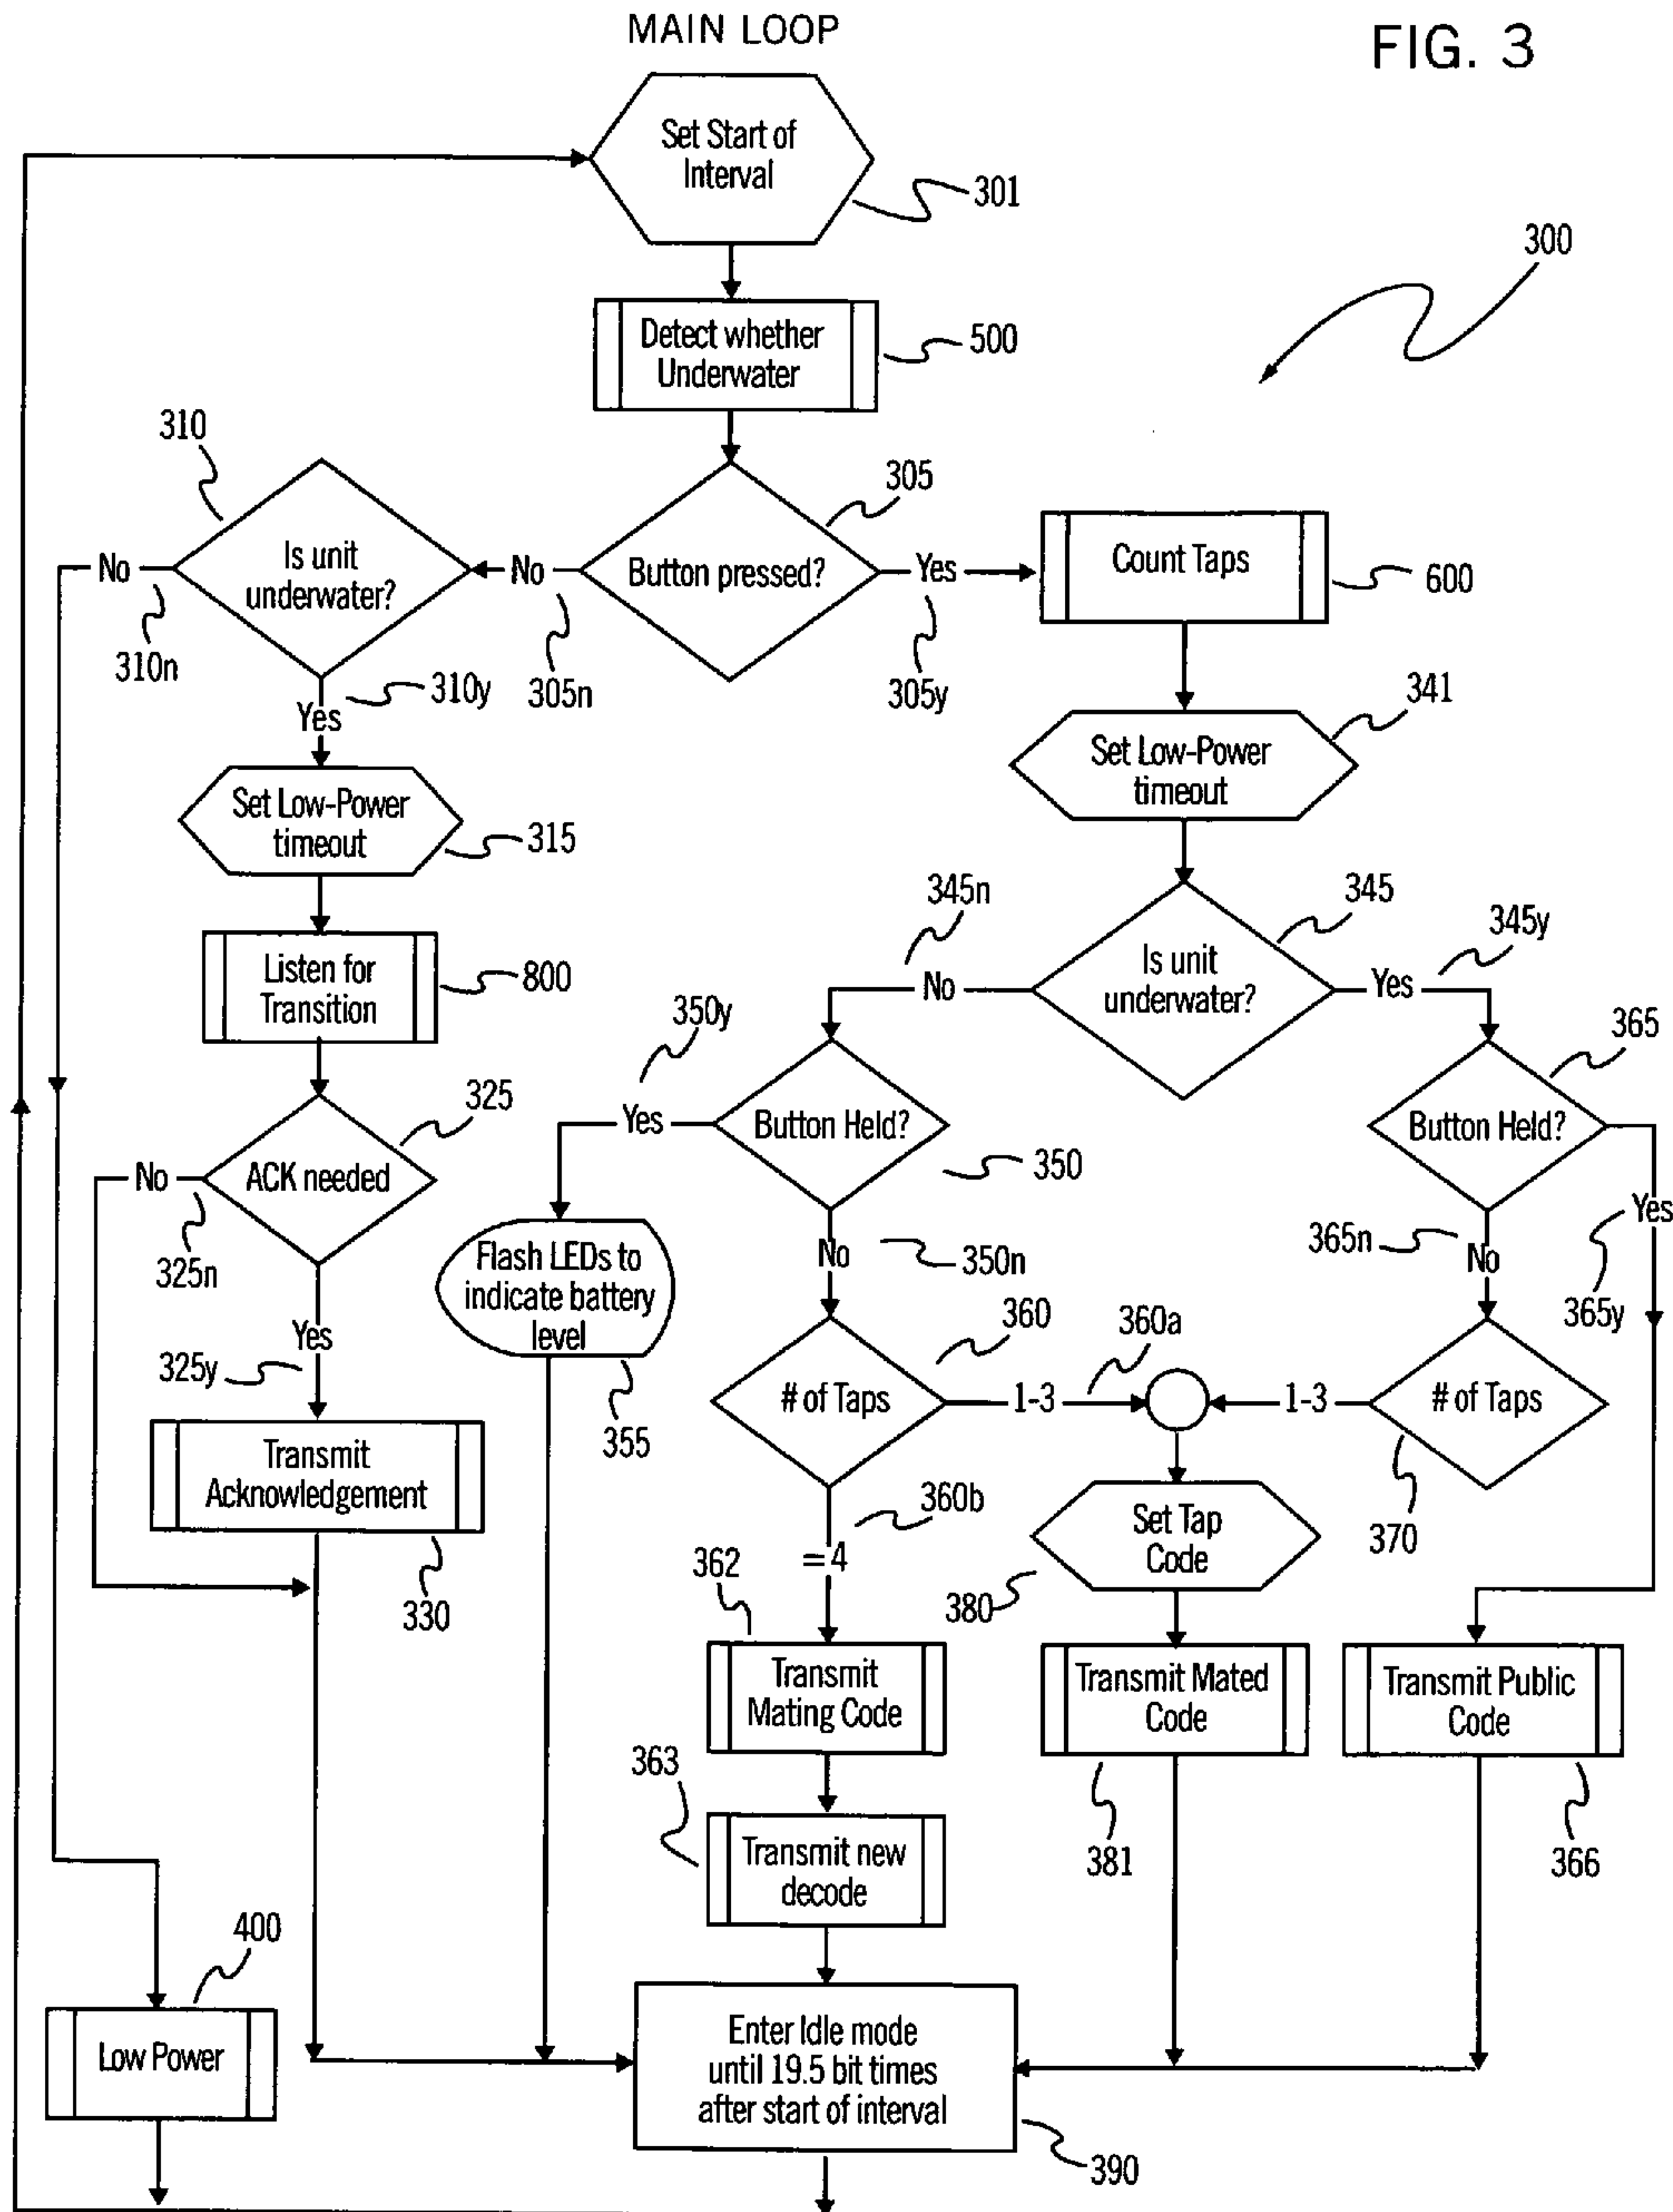 MAIN LOOP
FIG. 3
Set Start of
Interval
301
300
Detect whether
Underwater
500
310
305
Is unit
underwater?
No
No
Button pressed?
Yes
Count Taps
600
310n
310y
305n
305y
Yes
341
Set Low-Power
timeout
Set Low-Power
timeout
315
345n
345
345y
Is unit
underwater?
No
Yes
Listen for
Transition
800
350y
365
325
Yes
Button Held?
Button Held?
350
No
ACK needed
Yes
365n
No
No
350n
325n
Flash LEDs to
indicate battery
level
365y
360
360a
Yes
325y
# of Taps
1-3
1-3
# of Taps
355
Transmit
Acknowledgement
360b
Set Tap
Code
370
=4
362
380
330
Transmit
Mating Code
Transmit Mated
Code
Transmit Public
Code
363
Transmit new
decode
381
366
400
Low Power
Enter Idle mode
until 19.5 bit times
after start of interval
390